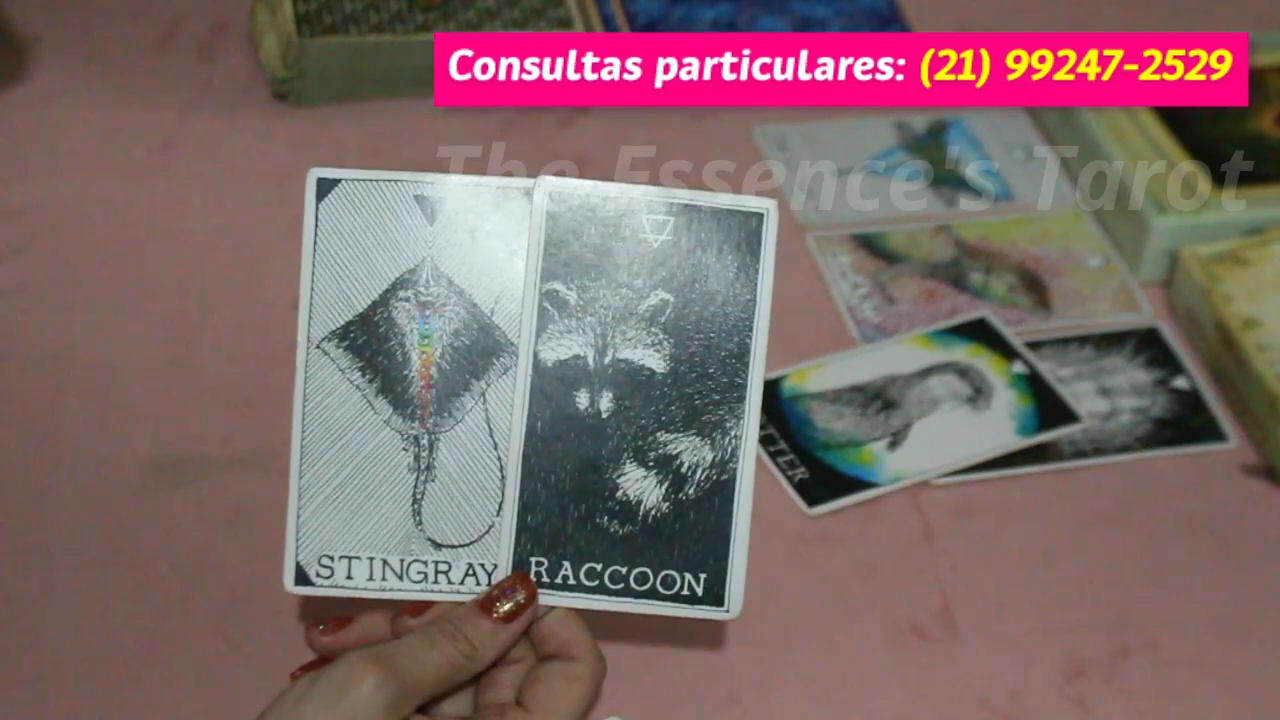 Consultas particulares: (21) 99247-2529
The Essence's Tarot
STINGRAY
RACCOON